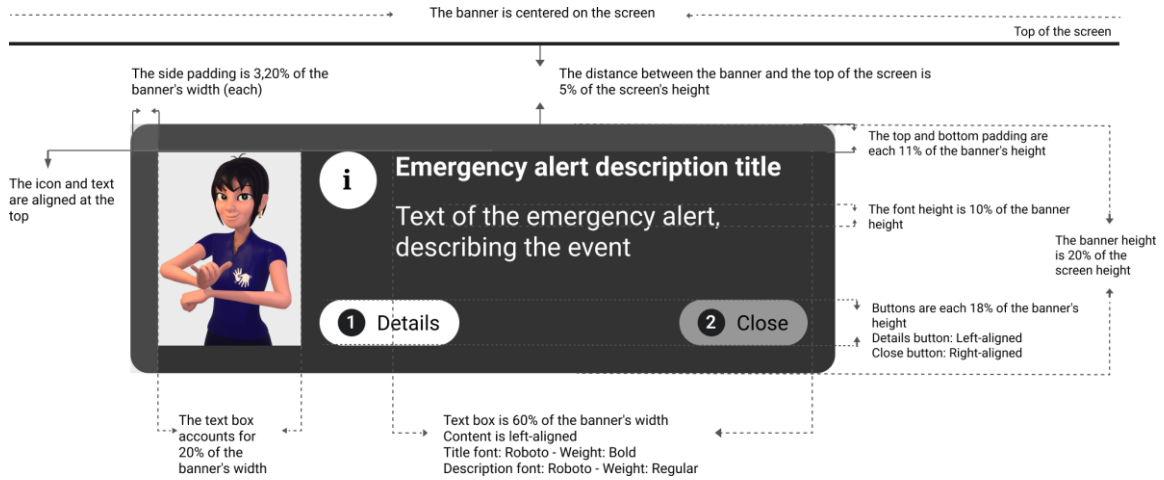 The banner is centered on the screen
Top of the screen
The side padding is 3,20% of the
banner's width (each)
The distance between the banner and the top of the screen is
5% of the screen's height
The top and bottom padding are
each 11% of the banner's height
The icon and text
are aligned at the
top
i
Emergency alert description title
Text of the emergency alert,
describing the event
The font height is 10% of the banner
height
The banner height
is 20% of the
screen height
1 Details
2 Close
Buttons are each 18% of the banner's
height
Details button: Left-aligned
Close button: Right-aligned
The text box
accounts for
20% of the
banner's width
Text box is 60% of the banner's width
Content is left-aligned
Title font: Roboto - Weight: Bold
Description font: Roboto - Weight: Regular